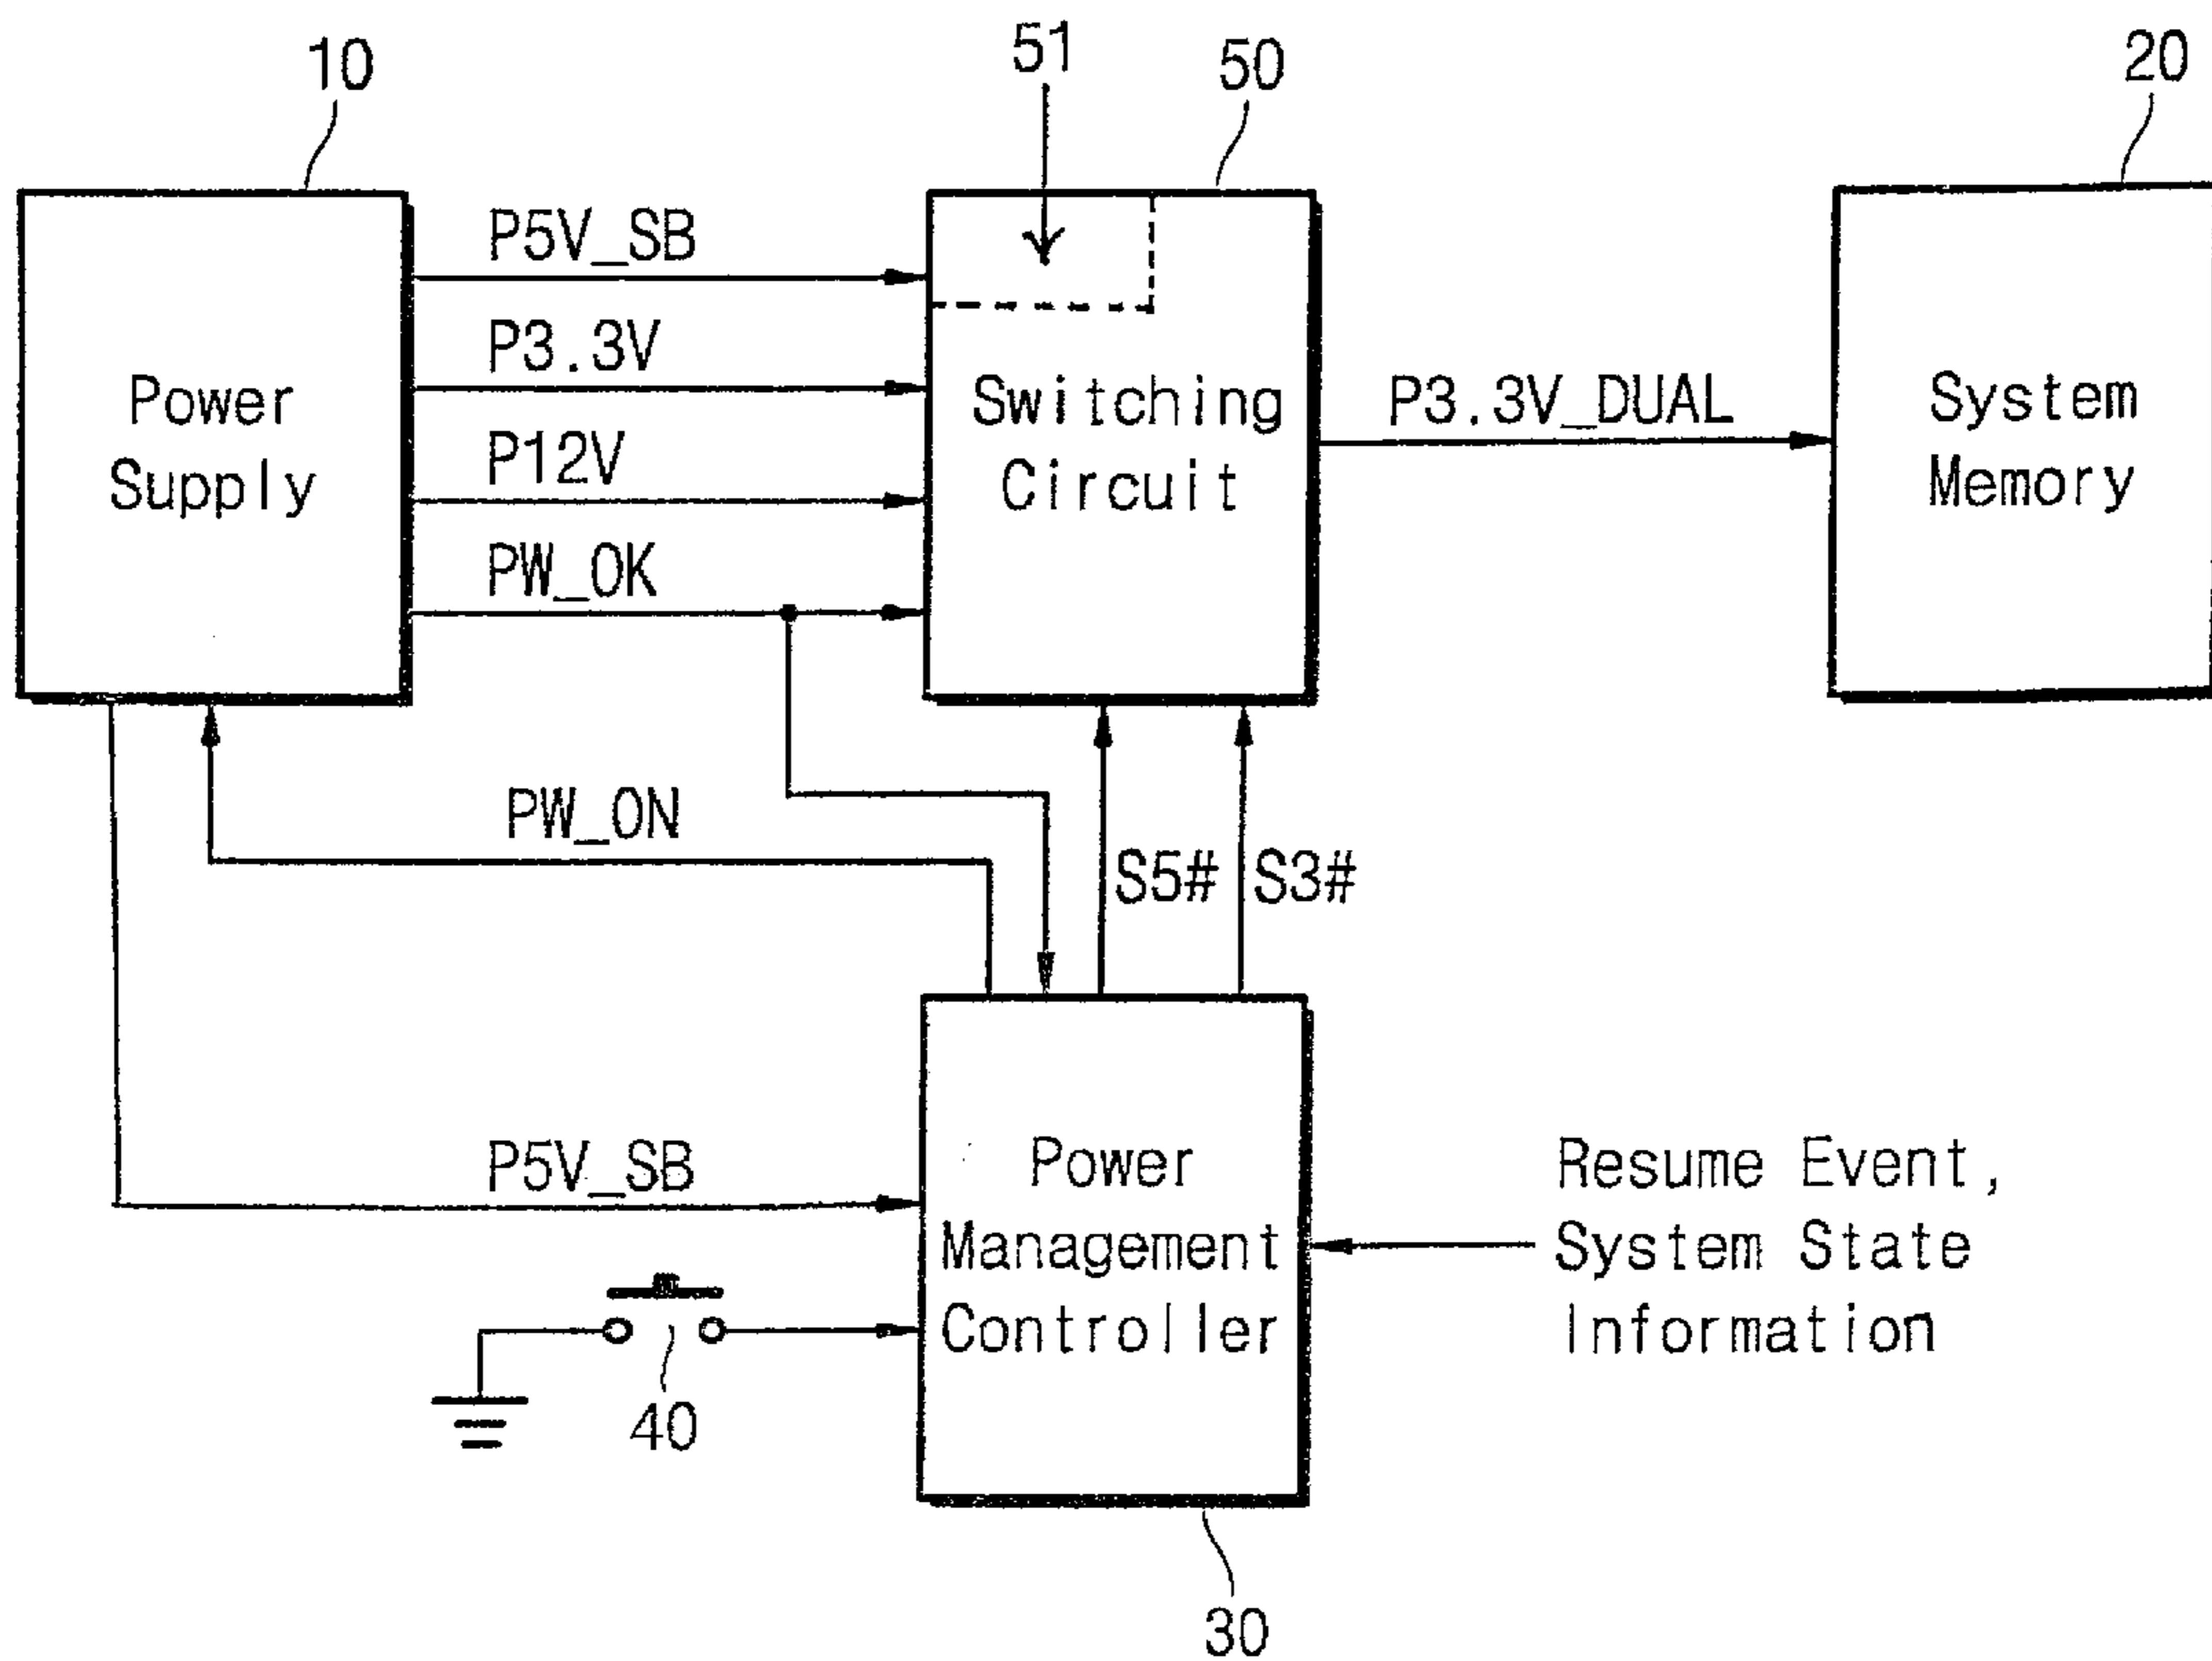 10
51
50
20
P5V_SB
P3.3V
P12V
PW_OK
Power
Supply
Switching
Circuit
P3.3V_DUAL
System
Memory
PW_ON
S5#
S3#
P5V_SB
Power
Management
Controller
Resume Event,
System State
Information
40
30